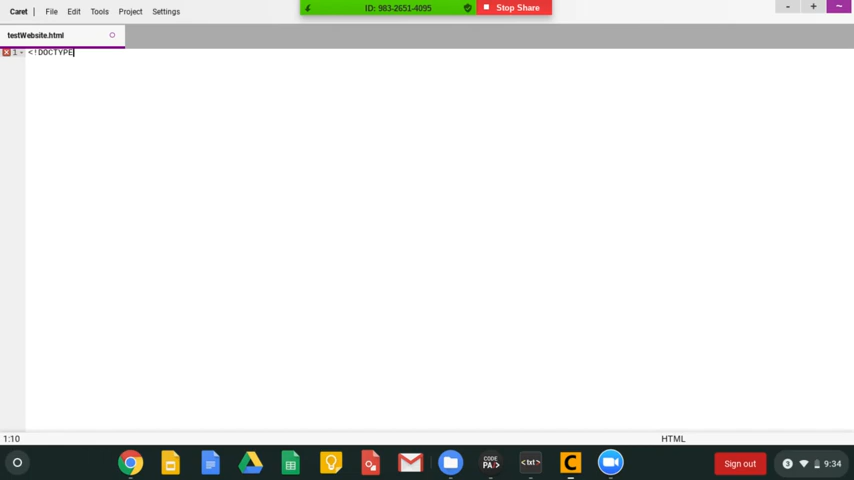 Caret | File Edit Tools Project Settings
ID: 983-2651-4095 Stop Share
- + ~
testWebsite.html
1 <!DOCTYPE
1:10 HTML
CODE
PA>
<txt>
C
Sign out
3 9:34